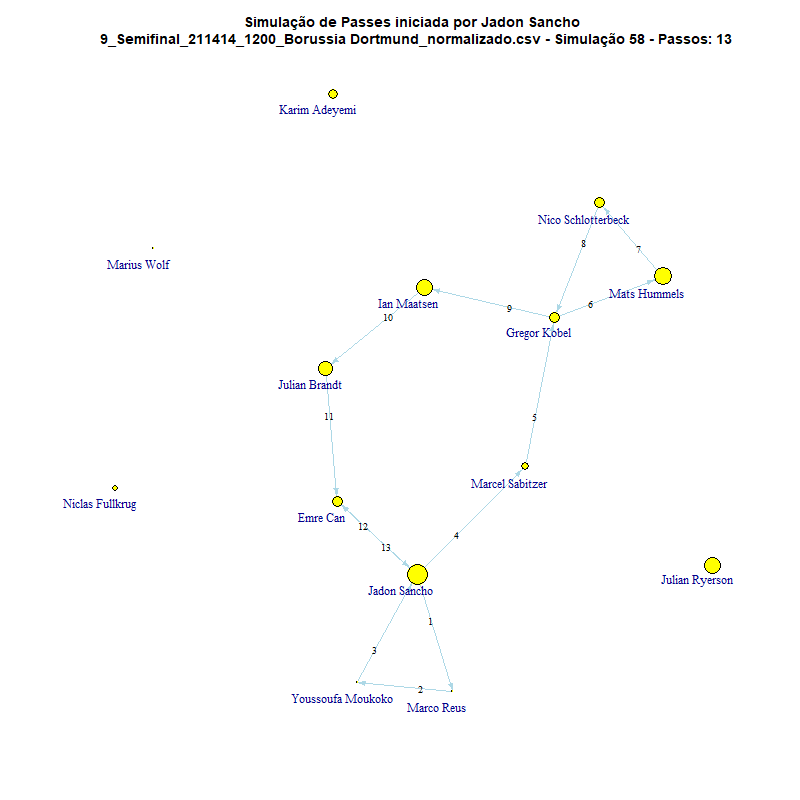 Simulação de Passes iniciada por Jadon Sancho
9_Semifinal_211414_1200_Borussia Dortmund_normalizado.csv - Simulação 58 - Passos: 13
Karim Adeyemi
Nico Schlotterbeck
8
7
Marius Wolf
Mats Hummels
Ian Maatsen
9
6
10
Gregor Kobel
Julian Brandt
11
5
Marcel Sabitzer
Niclas Fullkrug
Emre Can
12
4
13
Julian Ryerson
Jadon Sancho
1
3
2
Youssoufa Moukoko
Marco Reus